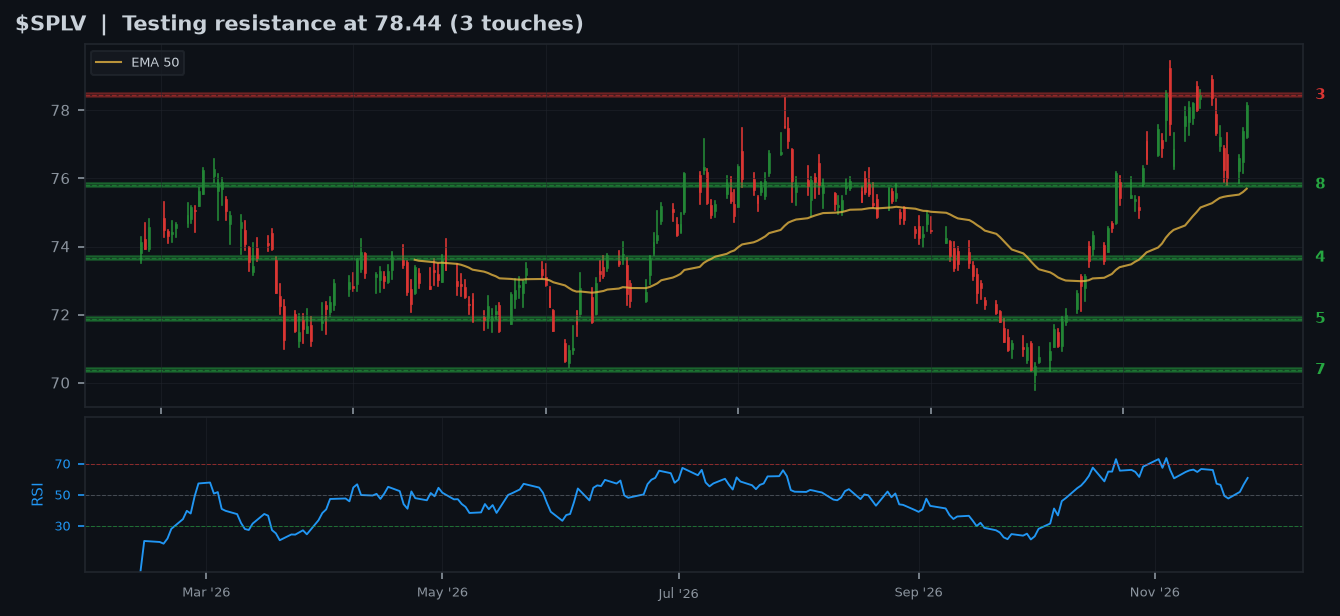 $SPLV | Testing resistance at 78.44 (3 touches)
EMA 50
78
76
74
72
70
3
8
4
5
7
RSI
70
50
30
Mar '26
May '26
Jul '26
Sep '26
Nov '26